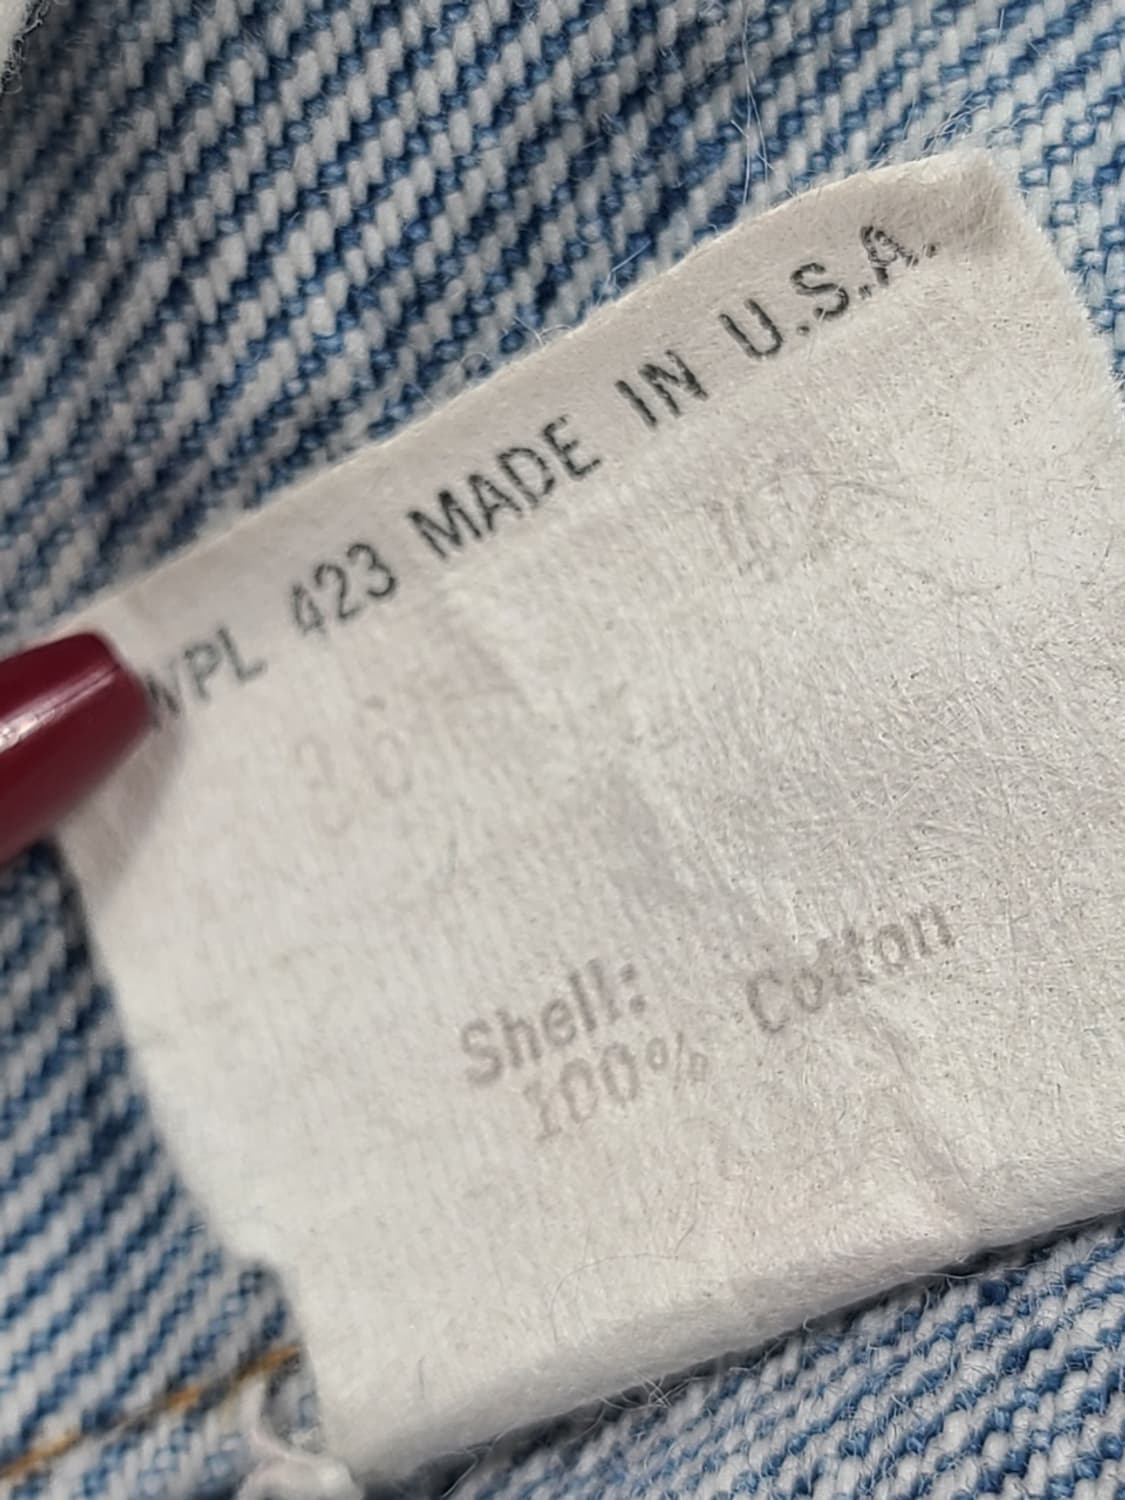 WPL 423 MADE IN U.S.A.
Shell:
100% Cotton